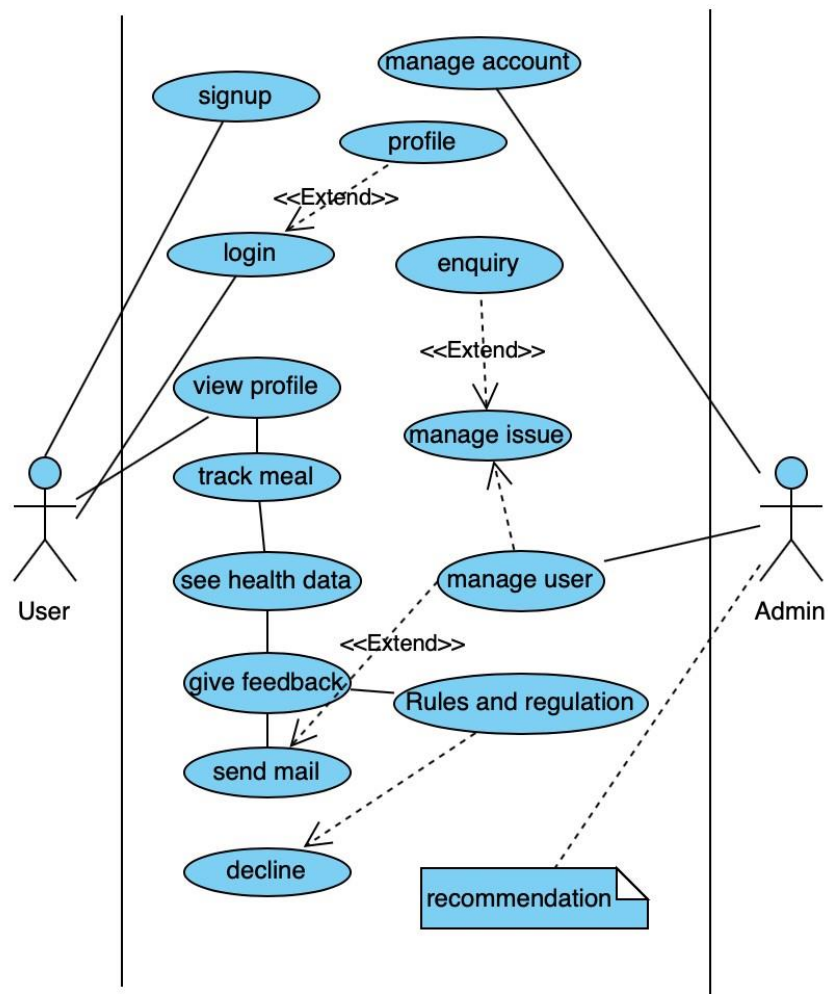 manage account
signup
profile
<<Extend>>
login
enquiry
<<Extend>>
view profile
manage issue
track meal
see health data
manage user
User
Admin
<<Extend>>
give feedback
Rules and regulation
send mail
decline
recommendation